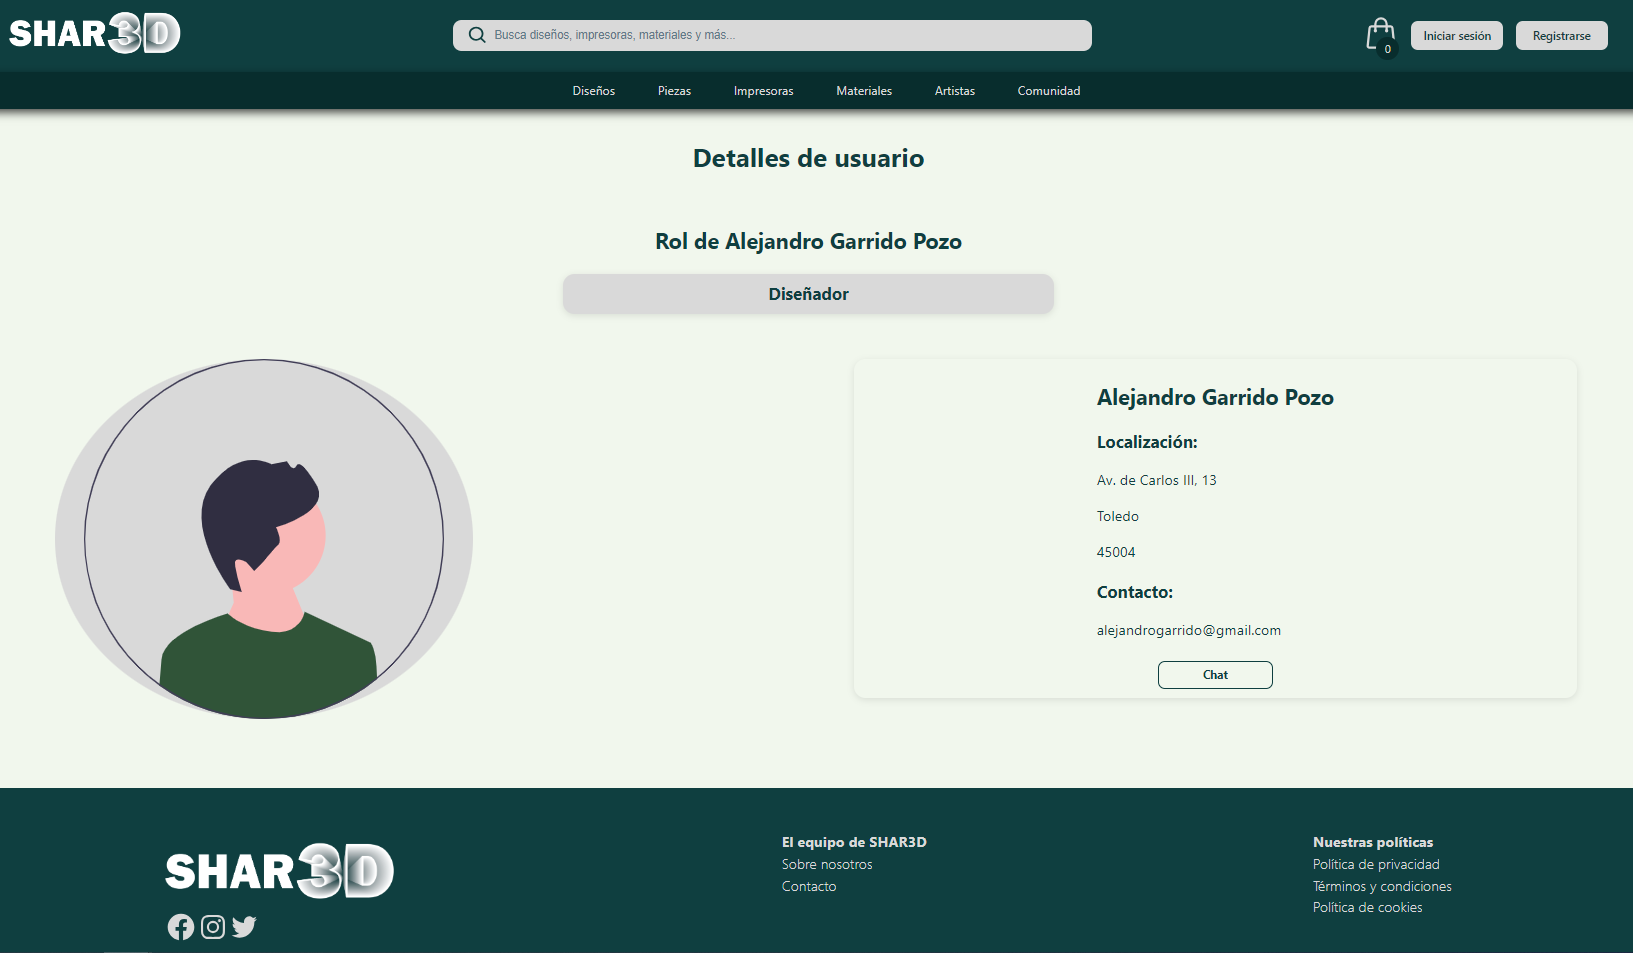 SHAR3D
Busca diseños, impresoras, materiales y más...
0
Iniciar sesión
Registrarse
Diseños
Piezas
Impresoras
Materiales
Artistas
Comunidad
Detalles de usuario
Rol de Alejandro Garrido Pozo
Diseñador
Alejandro Garrido Pozo
Localización:
Av. de Carlos III, 13
Toledo
45004
Contacto:
alejandrogarrido@gmail.com
Chat
SHAR3D
El equipo de SHAR3D
Sobre nosotros
Contacto
Nuestras políticas
Política de privacidad
Términos y condiciones
Política de cookies